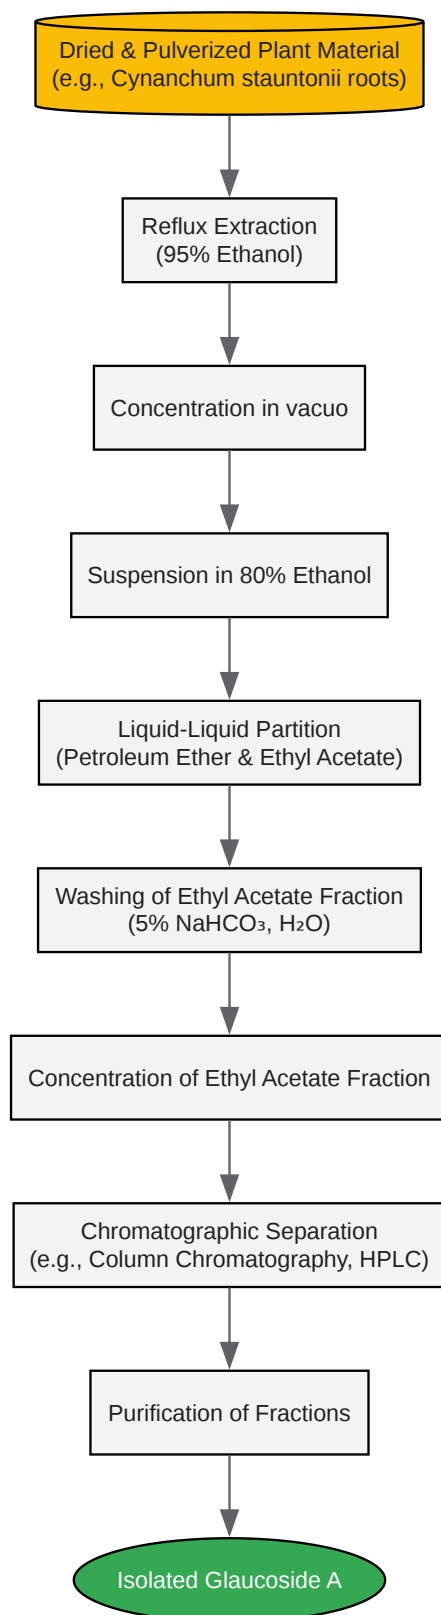 Dried & Pulverized Plant Material
(e.g., Cynanchum stauntonii roots)
Reflux Extraction
(95% Ethanol)
Concentration in vacuo
Suspension in 80% Ethanol
Liquid-Liquid Partition
(Petroleum Ether & Ethyl Acetate)
Washing of Ethyl Acetate Fraction
(5% NaHCO₃, H₂O)
Concentration of Ethyl Acetate Fraction
Chromatographic Separation
(e.g., Column Chromatography, HPLC)
Purification of Fractions
Isolated Glaucoside A